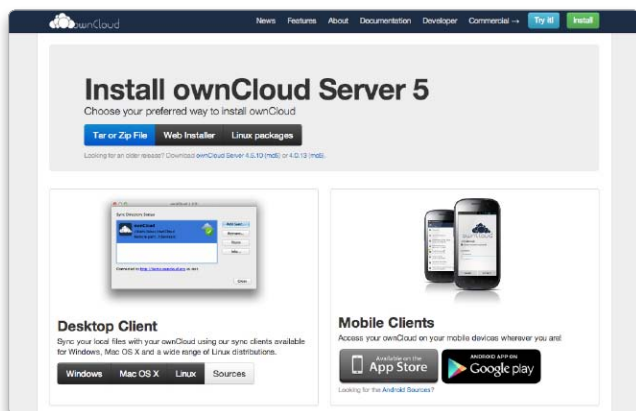 ownCloud
News Features About Documentation Developer Commercial → Try it! Install
Install ownCloud Server 5
Choose your preferred way to install ownCloud
Tar or Zip File Web Installer Linux packages
Looking for an older release? Download ownCloud Server 4.5.10 (md5) or 4.0.13 (md5).
Desktop Client
Sync your local files with your ownCloud using our sync clients available
for Windows, Mac OS X and a wide range of Linux distributions.
Windows Mac OS X Linux Sources
Mobile Clients
Access your ownCloud on your mobile devices wherever you are!
Available on the
App Store
ANDROID APP ON
Google play
Looking for the Android Sources?